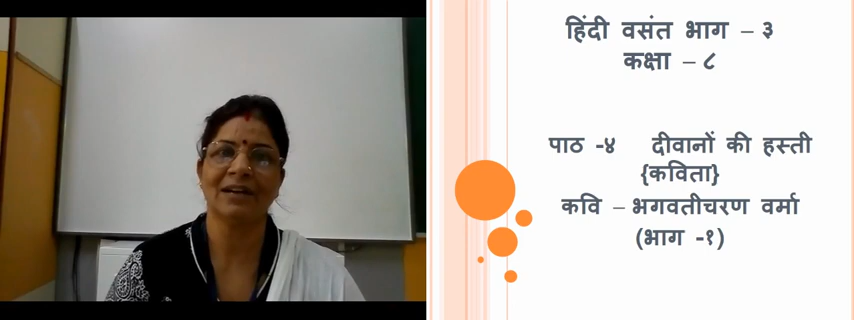 हिंदी वसंत भाग – ३
कक्षा – ८
पाठ -४ दीवानों की हस्ती
{कविता}
कवि – भगवतीचरण वर्मा
(भाग -१)